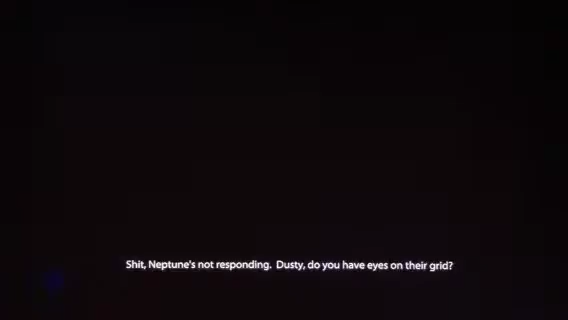 Shit, Neptune's not responding. Dusty, do you have eyes on their grid?